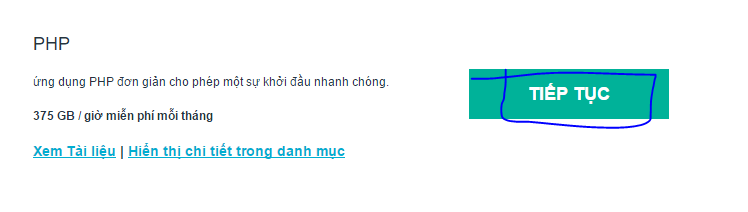 PHP
ứng dụng PHP đơn giản cho phép một sự khởi đầu nhanh chóng.
375 GB / giờ miễn phí mỗi tháng
Xem Tài liệu | Hiển thị chi tiết trong danh mục
TIẾP TỤC